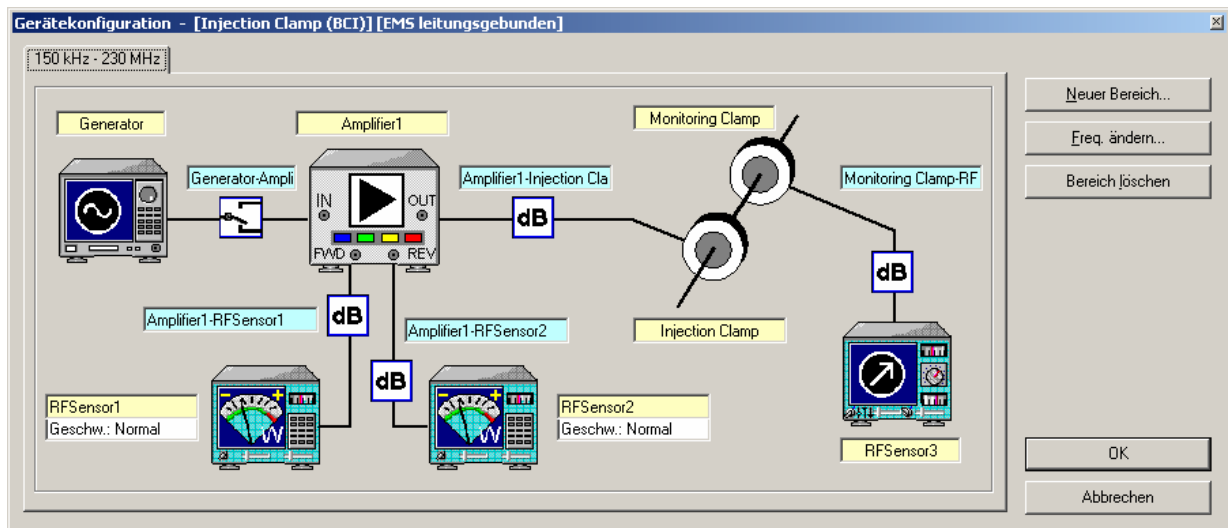 Gerätekonfiguration - [Injection Clamp (BCI)] [EMS leitungsgebunden]
150 kHz - 230 MHz
Neuer Bereich...
Freq. ändern...
Bereich löschen
Generator
Amplifier1
Monitoring Clamp
Generator-Ampli
Amplifier1-Injection Cla
Monitoring Clamp-RF
IN
OUT
dB
FWD
REV
dB
Amplifier1-RFSensor1
dB
Amplifier1-RFSensor2
Injection Clamp
dB
RFSensor1
Geschw.: Normal
RFSensor2
Geschw.: Normal
RFSensor3
OK
Abbrechen